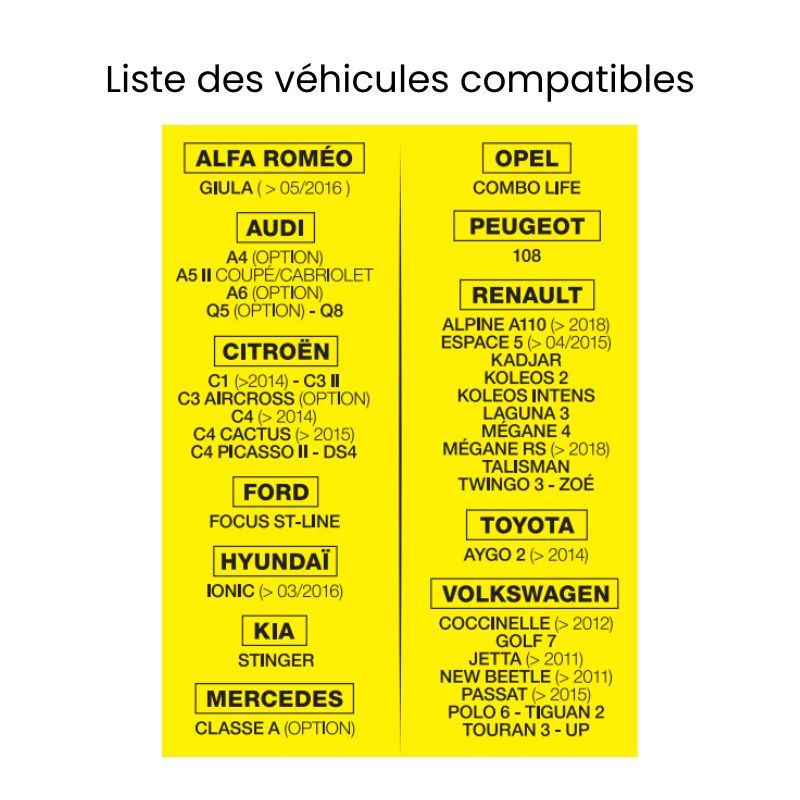 Liste des véhicules compatibles
ALFA ROMÉO
GIULA ( > 05/2016 )
AUDI
A4 (OPTION)
A5 II COUPÉ/CABRIOLET
A6 (OPTION)
Q5 (OPTION) - Q8
CITROËN
C1 (>2014) - C3 II
C3 AIRCROSS (OPTION)
C4 (> 2014)
C4 CACTUS (> 2015)
C4 PICASSO II - DS4
FORD
FOCUS ST-LINE
HYUNDAÏ
IONIC (> 03/2016)
KIA
STINGER
MERCEDES
CLASSE A (OPTION)
OPEL
COMBO LIFE
PEUGEOT
108
RENAULT
ALPINE A110 (> 2018)
ESPACE 5 (> 04/2015)
KADJAR
KOLEOS 2
KOLEOS INTENS
LAGUNA 3
MÉGANE 4
MÉGANE RS (> 2018)
TALISMAN
TWINGO 3 - ZOÉ
TOYOTA
AYGO 2 (> 2014)
VOLKSWAGEN
COCCINELLE (> 2012)
GOLF 7
JETTA (> 2011)
NEW BEETLE (> 2011)
PASSAT (> 2015)
POLO 6 - TIGUAN 2
TOURAN 3 - UP